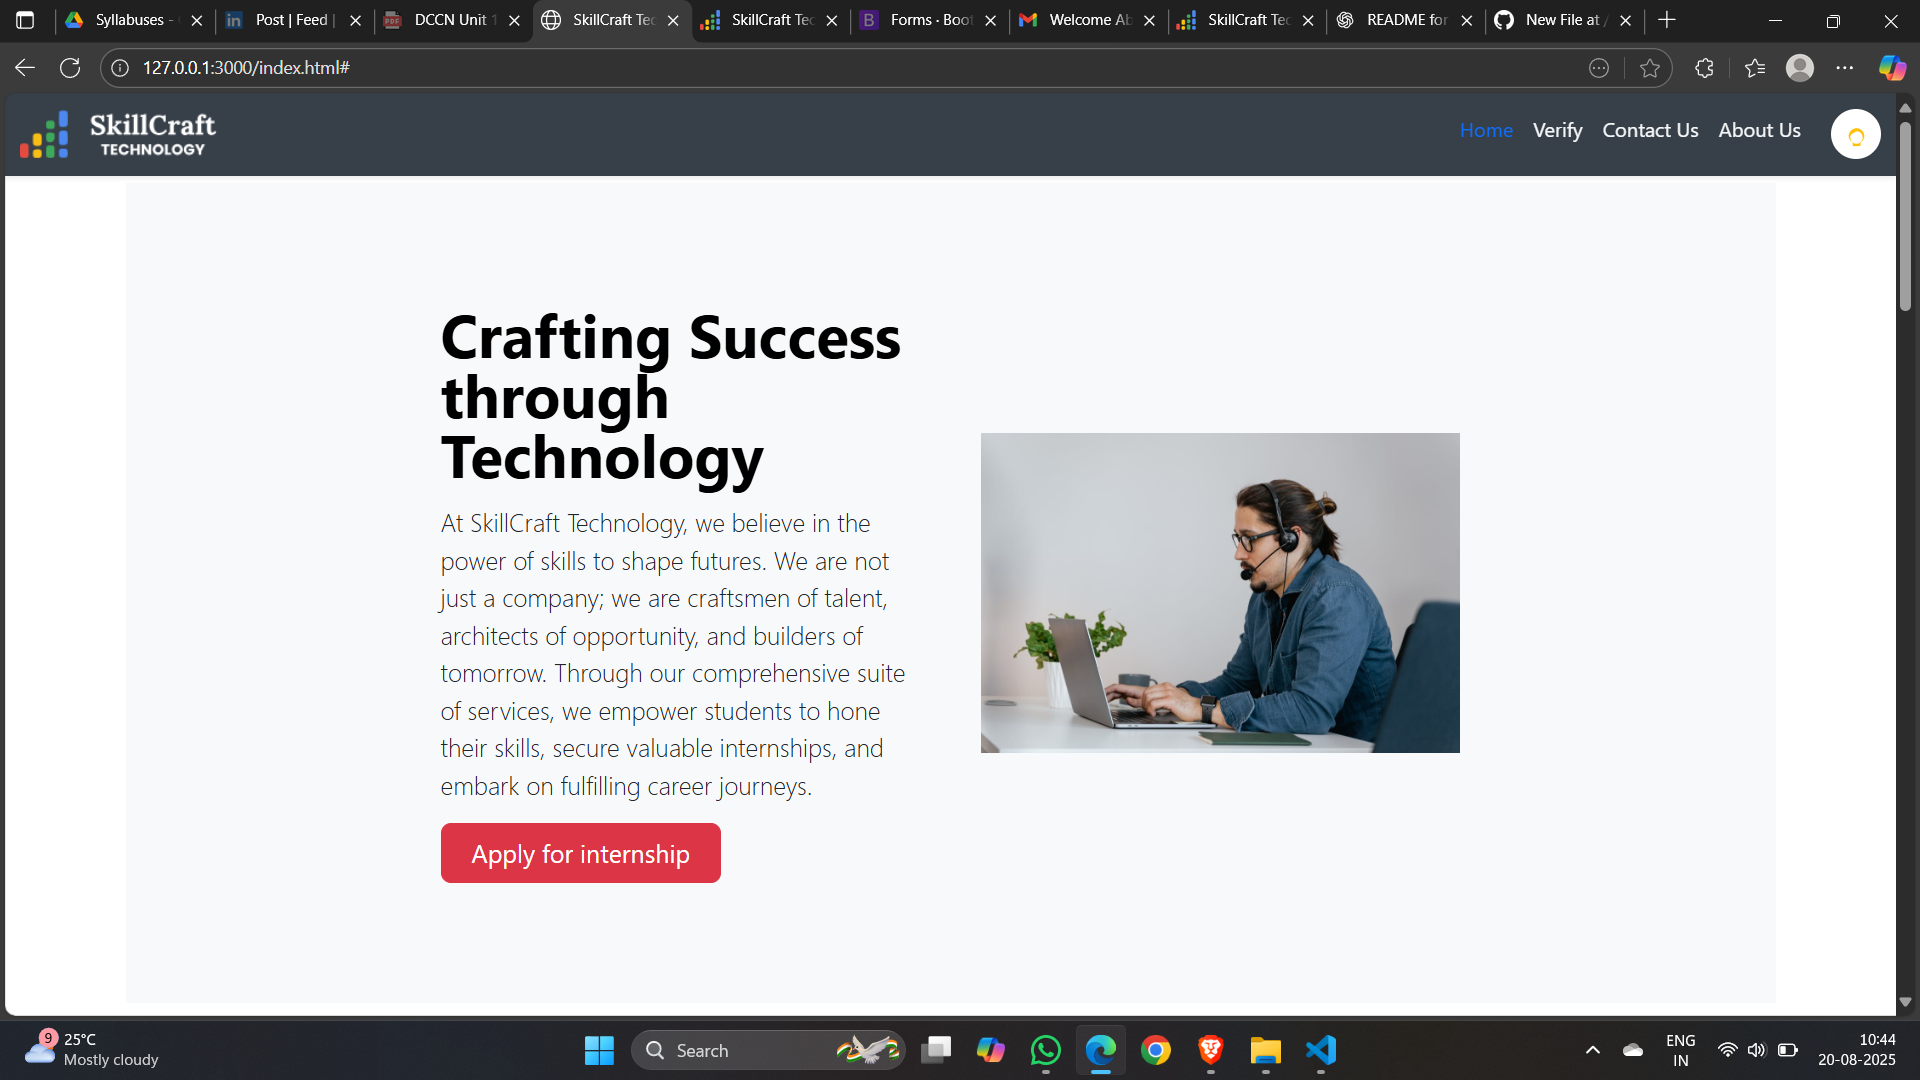 Syllabuses -
Post | Feed |
DCCN Unit 1
SkillCraft Tec
SkillCraft Tec
Forms · Boot
Welcome Ab
SkillCraft Tec
README for
New File at /
127.0.0.1:3000/index.html#
SkillCraft
TECHNOLOGY
Home
Verify
Contact Us
About Us
Crafting Success
through
Technology
At SkillCraft Technology, we believe in the
power of skills to shape futures. We are not
just a company; we are craftsmen of talent,
architects of opportunity, and builders of
tomorrow. Through our comprehensive suite
of services, we empower students to hone
their skills, secure valuable internships, and
embark on fulfilling career journeys.
Apply for internship
9
25°C
Mostly cloudy
Search
ENG
IN
10:44
20-08-2025